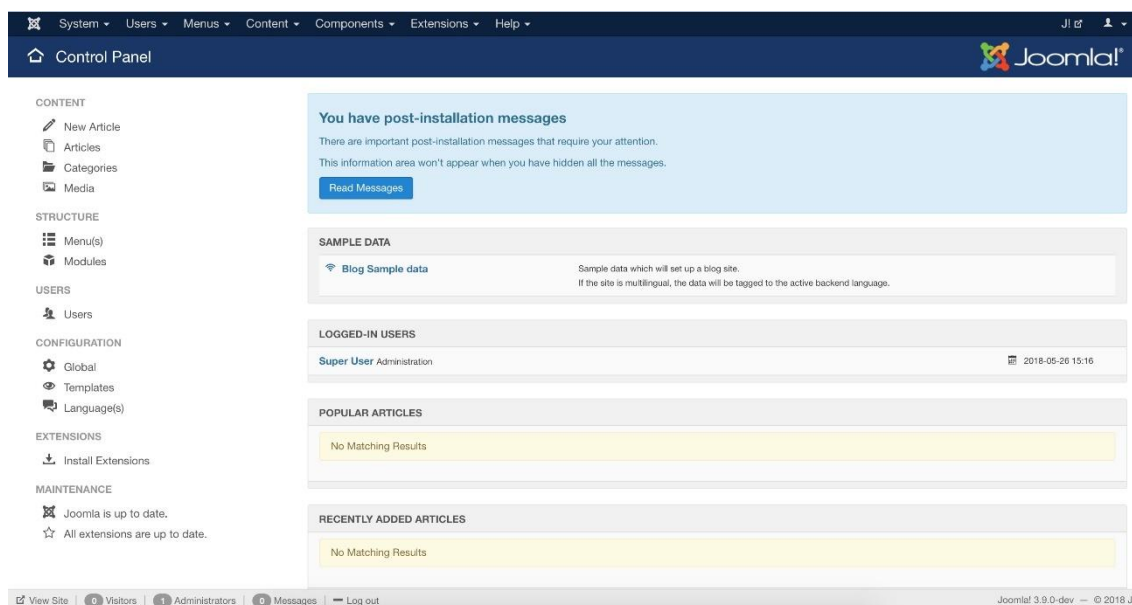 System Users Menus Content Components Extensions Help J!
Control Panel
Joomla!®
CONTENT
New Article
Articles
Categories
Media
STRUCTURE
Menu(s)
Modules
USERS
Users
CONFIGURATION
Global
Templates
Language(s)
EXTENSIONS
Install Extensions
MAINTENANCE
Joomla is up to date.
All extensions are up to date.
You have post-installation messages
There are important post-installation messages that require your attention.
This information area won't appear when you have hidden all the messages.
Read Messages
SAMPLE DATA
Blog Sample data
Sample data which will set up a blog site.
If the site is multilingual, the data will be tagged to the active backend language.
LOGGED-IN USERS
Super User Administration 2018-05-26 15:16
POPULAR ARTICLES
No Matching Results
RECENTLY ADDED ARTICLES
No Matching Results
View Site 0 Visitors 1 Administrators 0 Messages Log out Joomla! 3.9.0-dev — © 2018 J